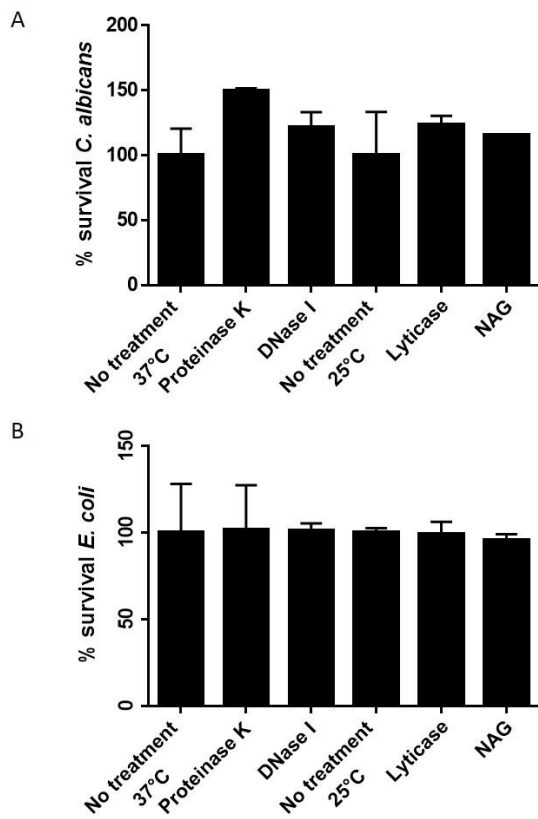 A
200
150
100
50
0
% survival C. albicans
No treatment
37°C
Proteinase K
DNase I
No treatment
25°C
Lyticase
NAG
B
150
100
50
0
% survival E. coli
No treatment
37°C
Proteinase K
DNase I
No treatment
25°C
Lyticase
NAG